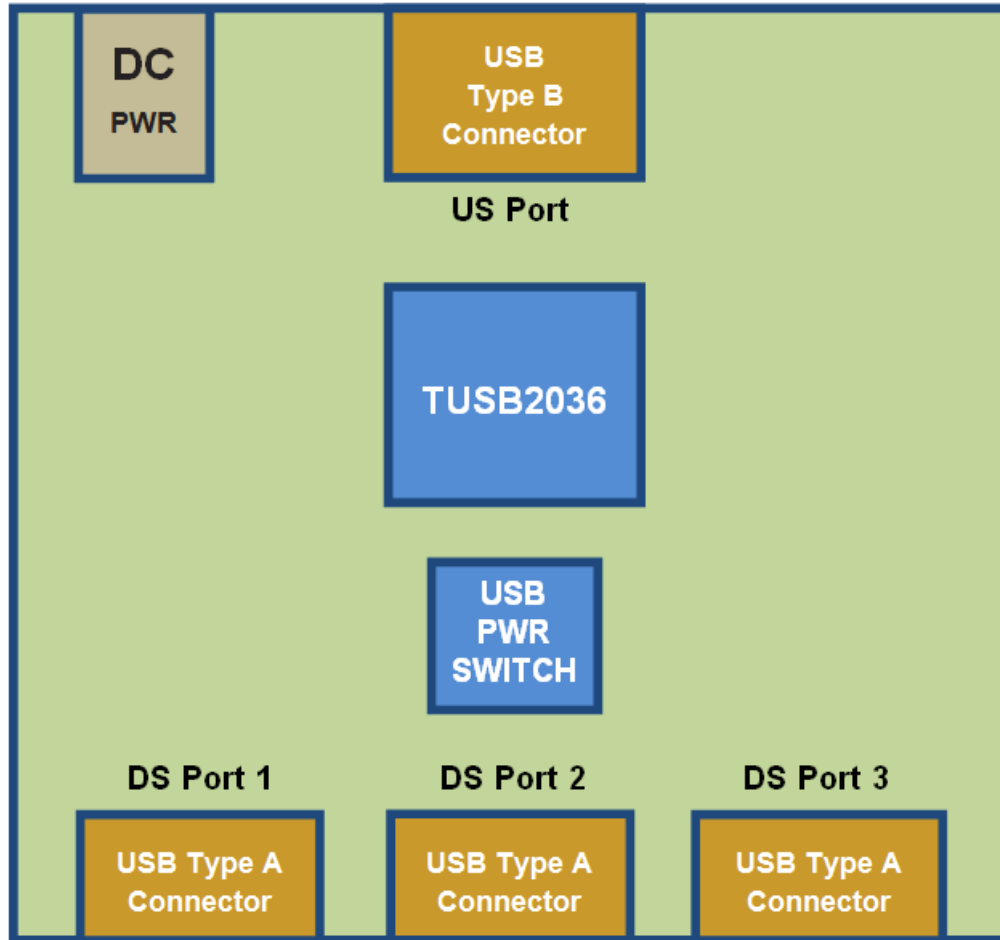 DC
PWR
USB
Type B
Connector
US Port
TUSB2036
USB
PWR
SWITCH
DS Port 1
DS Port 2
DS Port 3
USB Type A
Connector
USB Type A
Connector
USB Type A
Connector